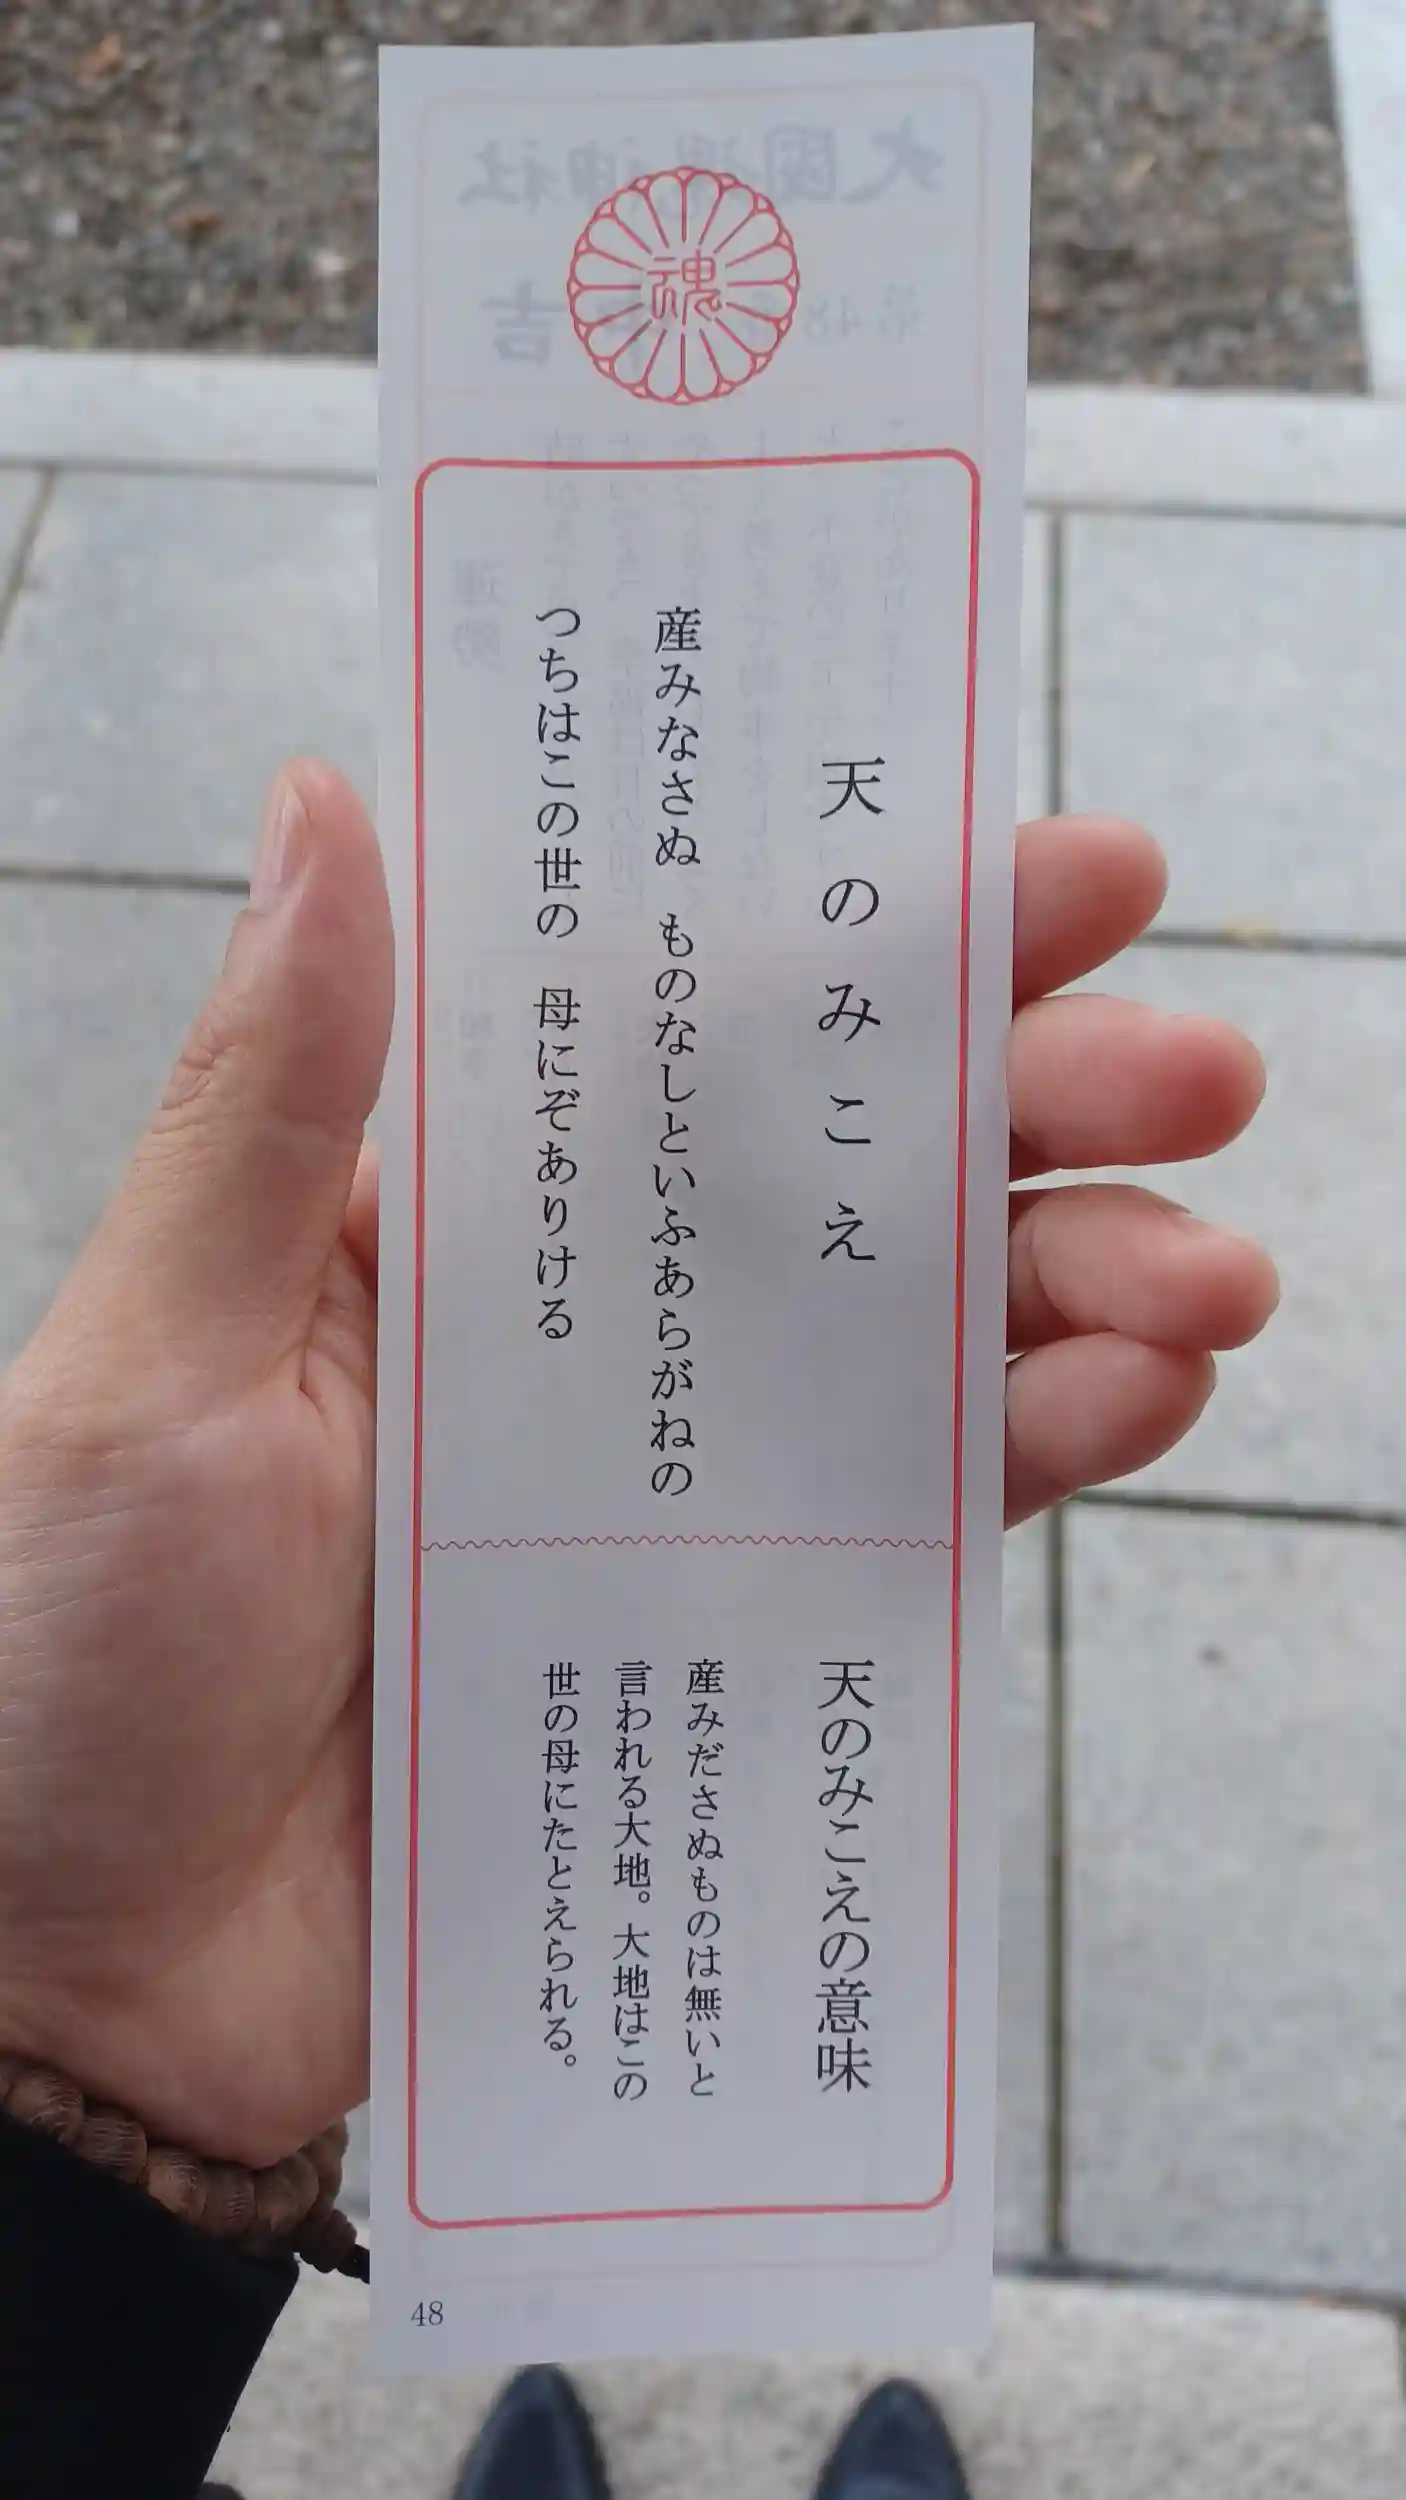 魂
天のみこえ
産みなさぬ ものなしといふあらがねの
つちはこの世の 母にぞありける
天のみこえの意味
産みださぬものは無いと
言われる大地。大地はこの
世の母にたとえられる。
48